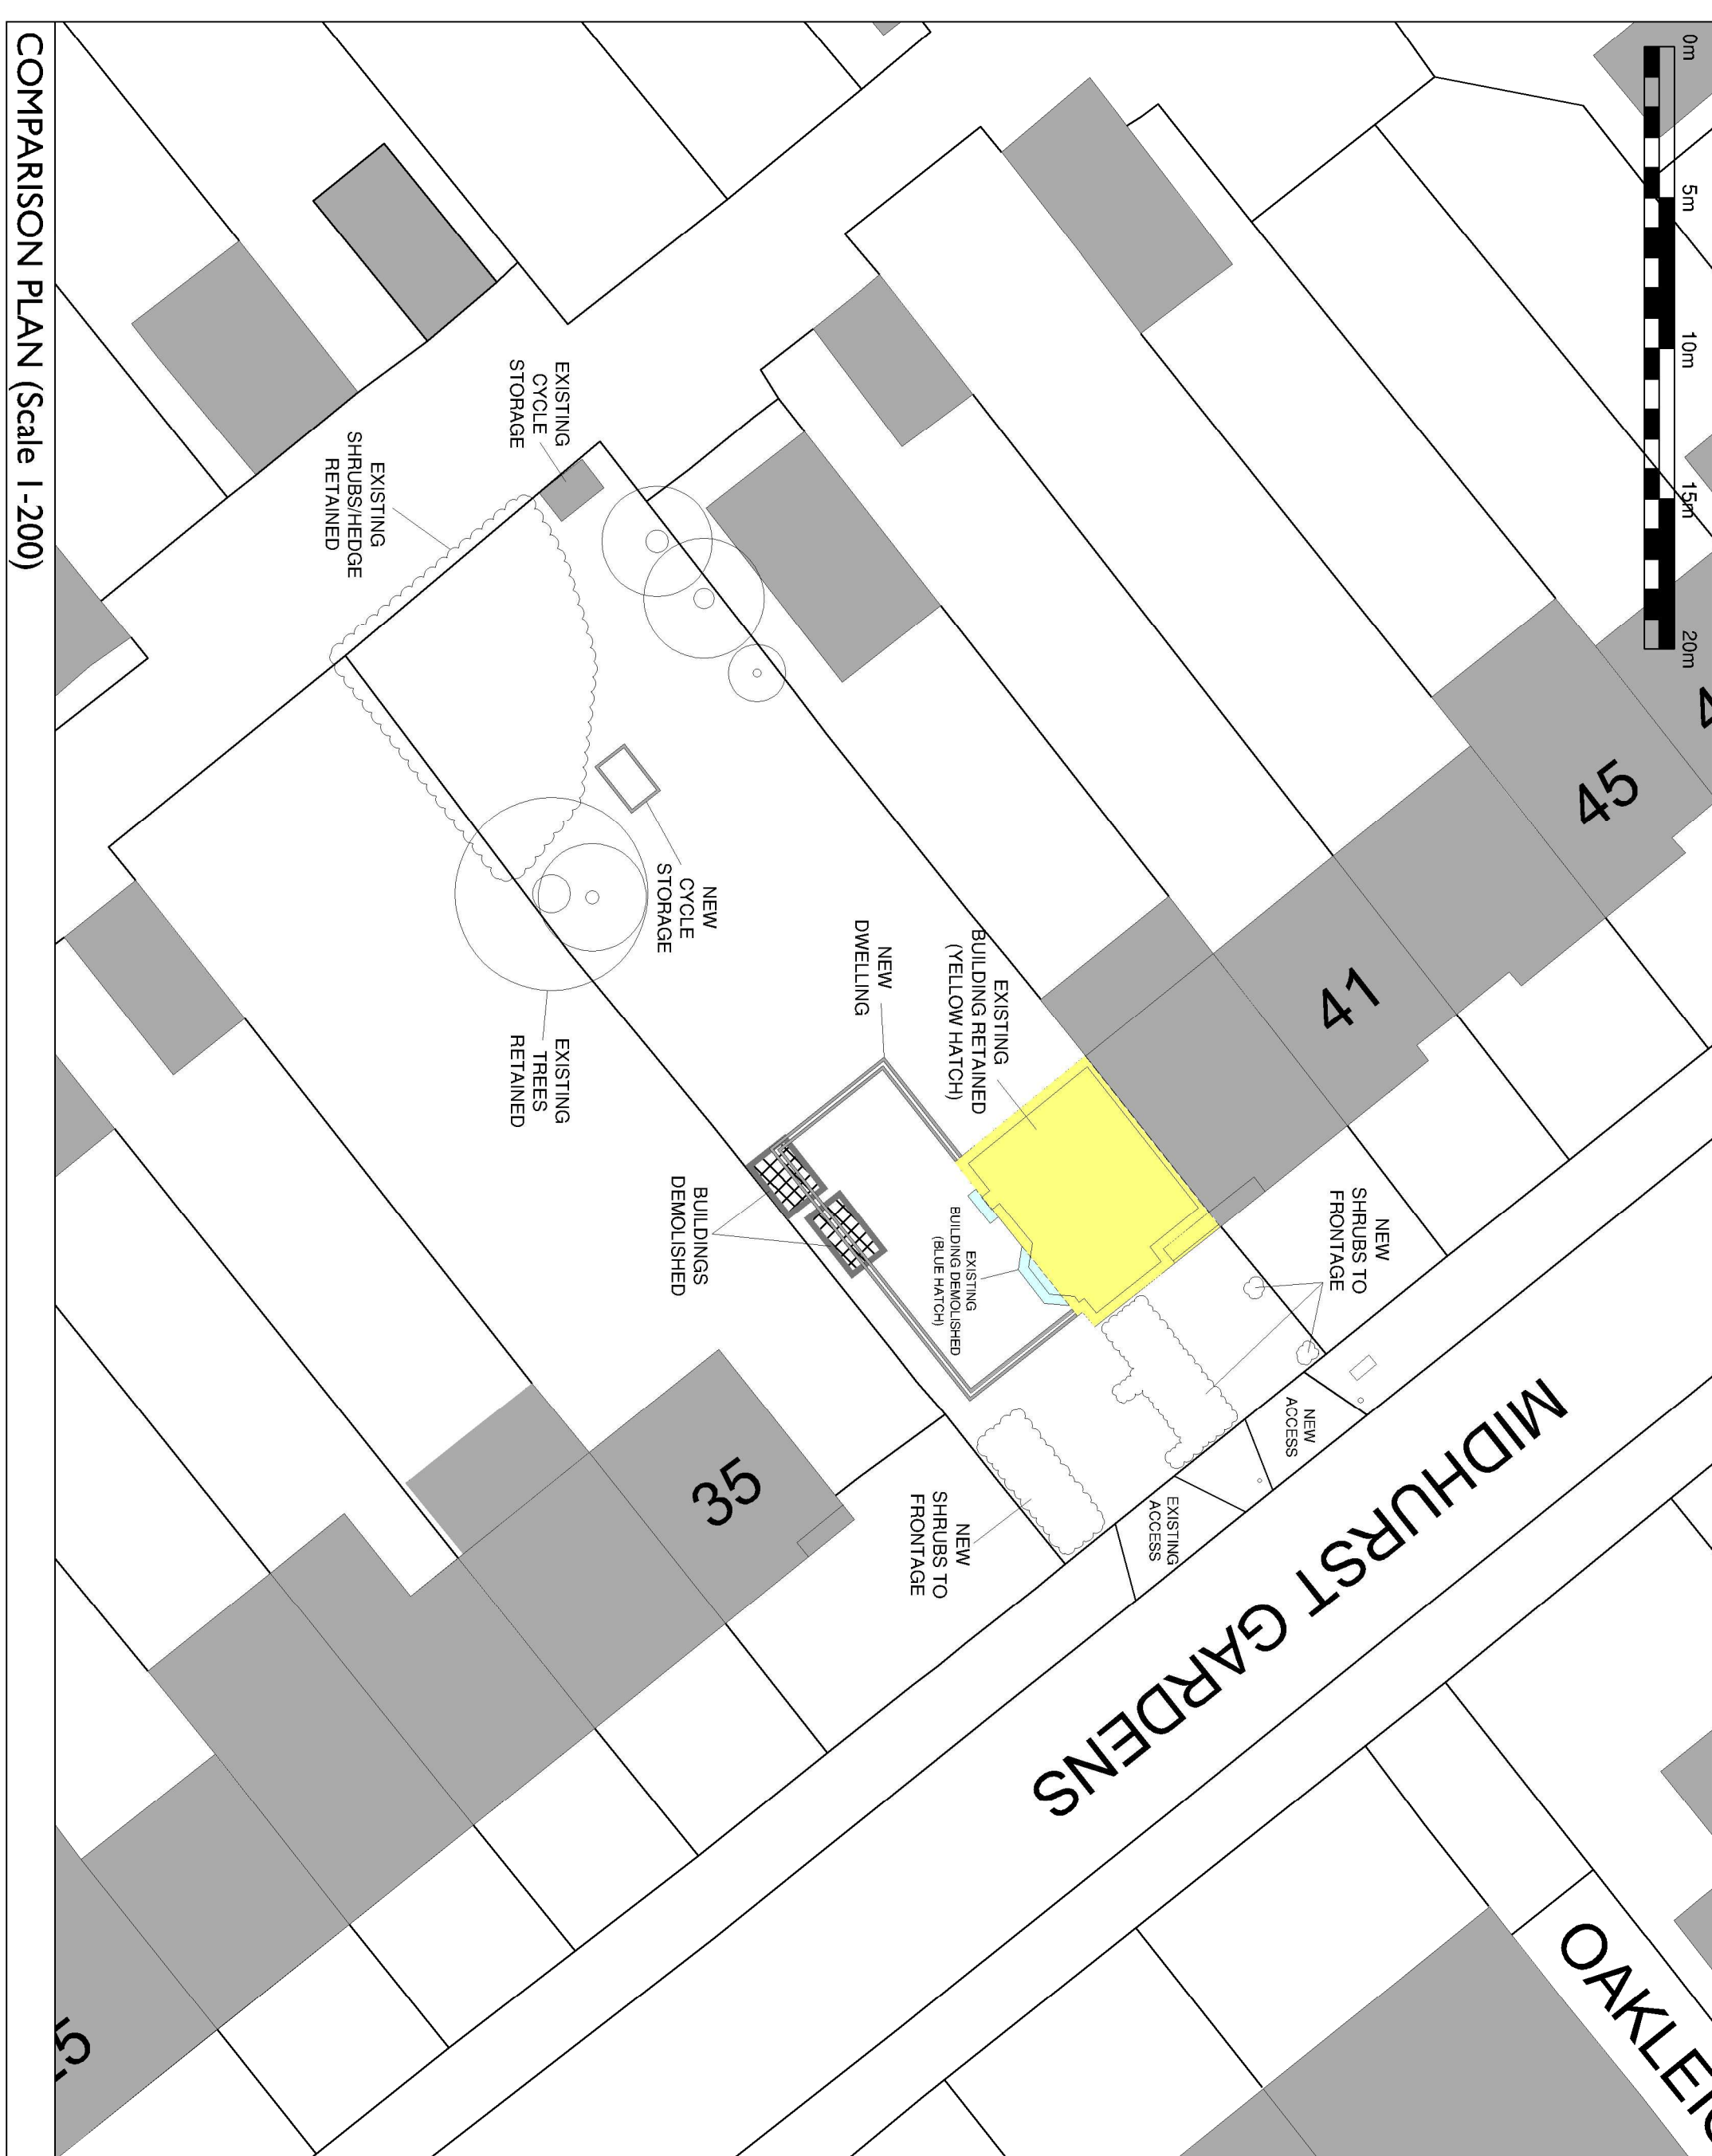 0m
5m
10m
15m
20m
45
41
35
MIDHURST GARDENS
NEW
SHRUBS TO
FRONTAGE
NEW
ACCESS
EXISTING
ACCESS
NEW
SHRUBS TO
FRONTAGE
EXISTING
BUILDING RETAINED
(YELLOW HATCH)
EXISTING
BUILDING DEMOLISHED
(BLUE HATCH)
NEW
DWELLING
BUILDINGS
DEMOLISHED
NEW
CYCLE
STORAGE
EXISTING
TREES
RETAINED
EXISTING
CYCLE
STORAGE
EXISTING
SHRUBS/HEDGE
RETAINED
COMPARISON PLAN (Scale 1-200)